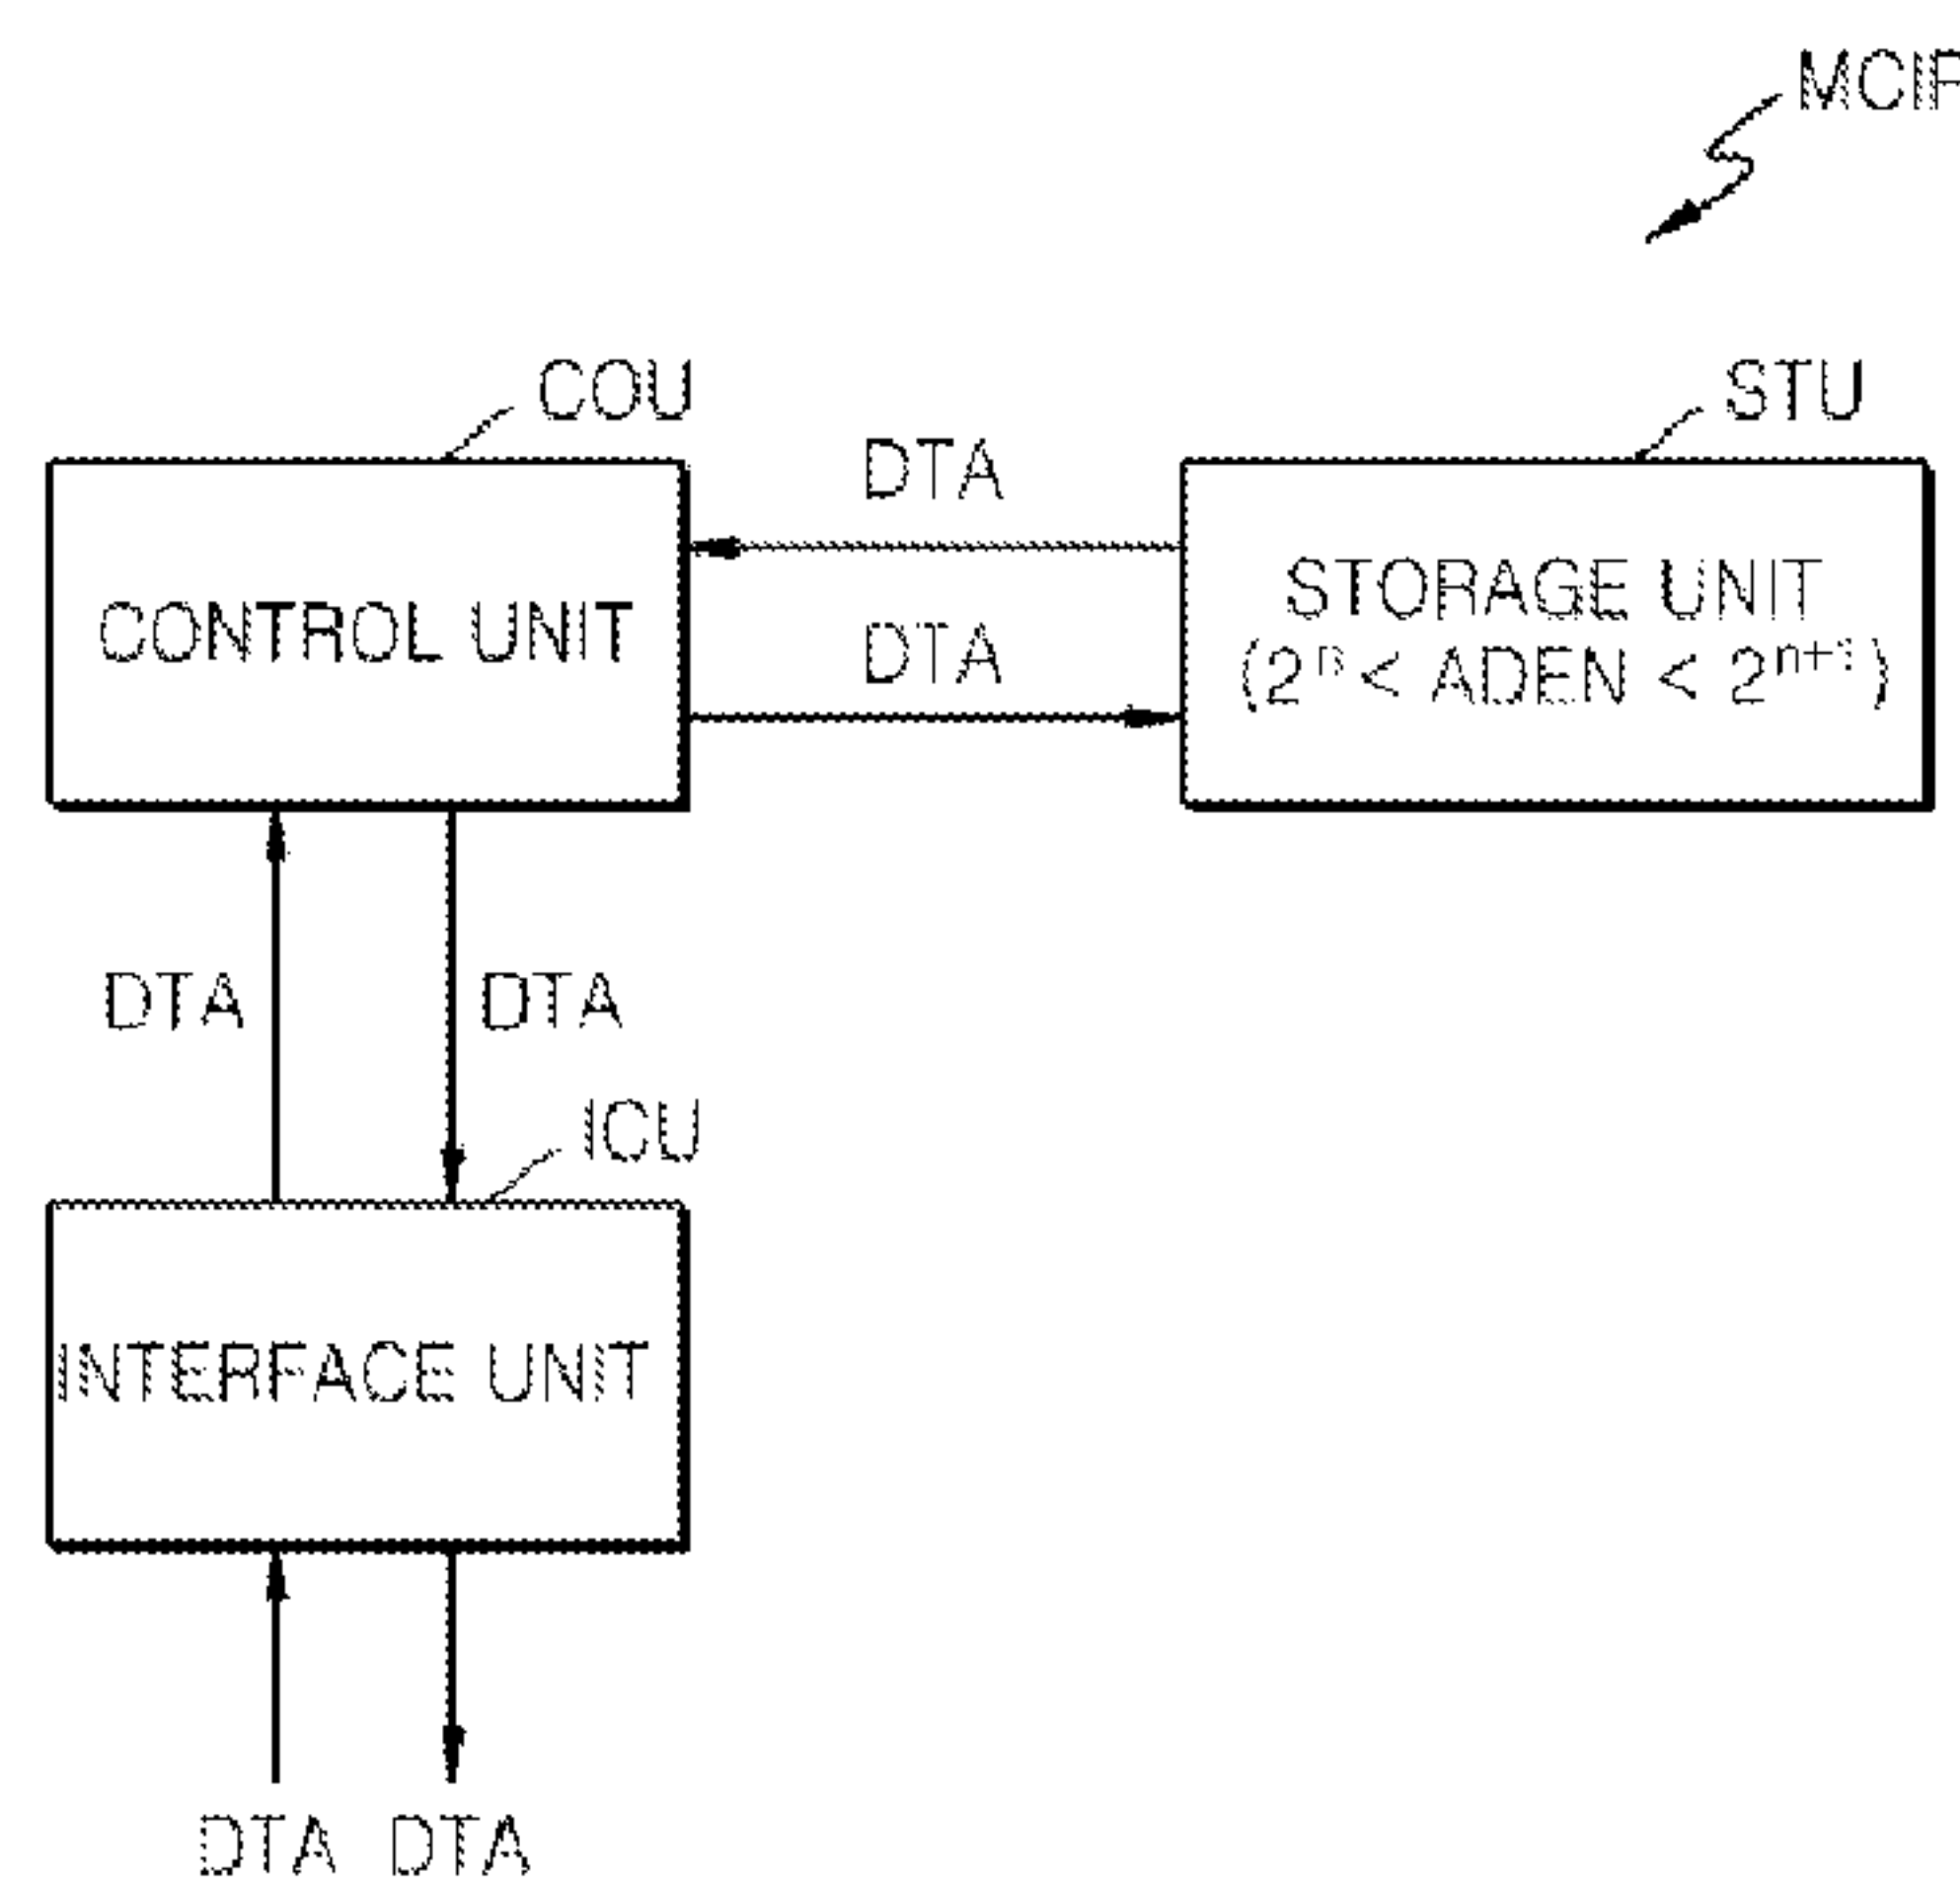 MCIR
COU
STU
DTA
CONTROL UNIT
STORAGE UNIT
DTA
(2ⁿ < ADEN < 2ⁿ⁺¹)
DTA
DTA
ICU
INTERFACE UNIT
DTA
DTA